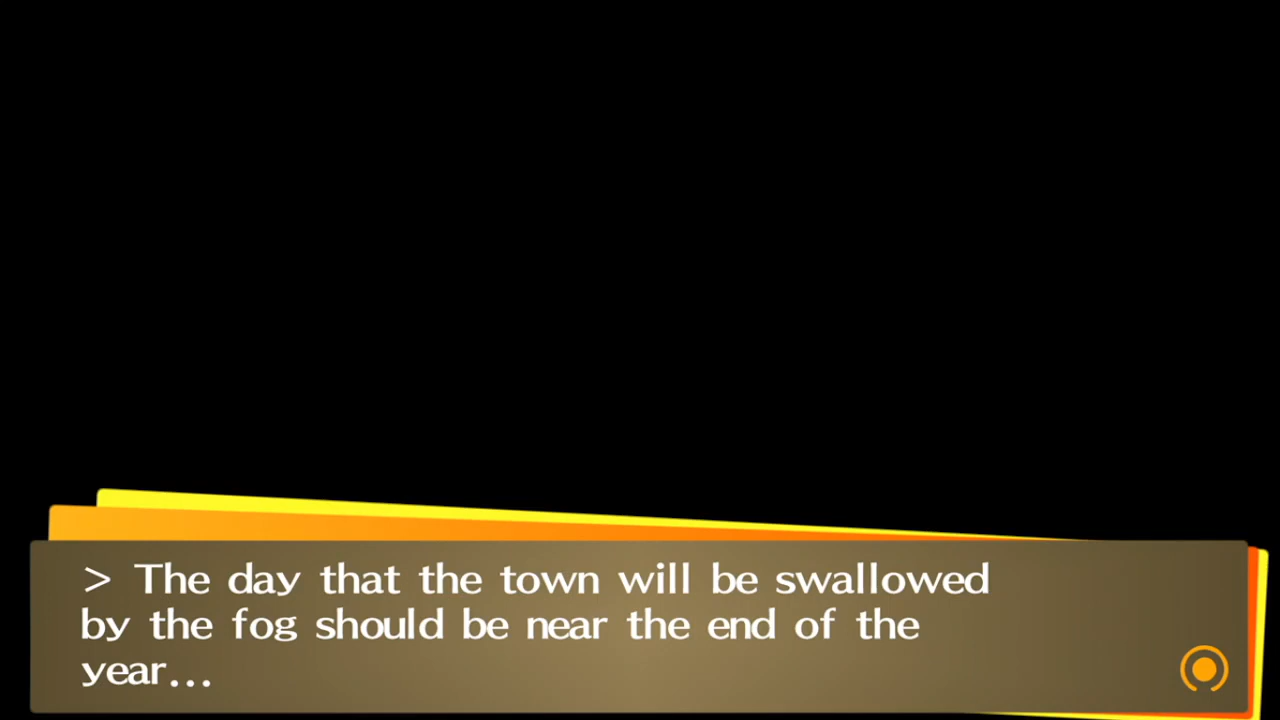 > The day that the town will be swallowed
by the fog should be near the end of the
year...